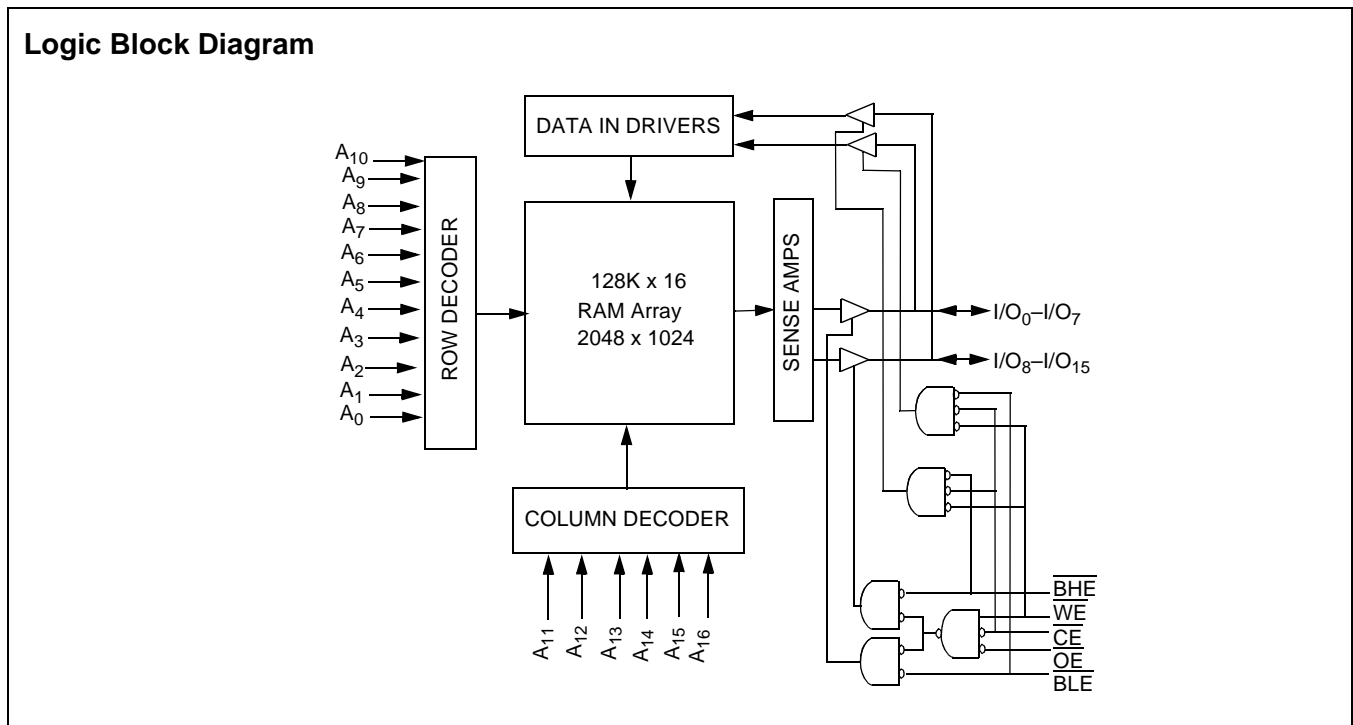 Logic Block Diagram
DATA IN DRIVERS
A10
A9
A8
A7
A6
A5
A4
A3
A2
A1
A0
ROW DECODER
128K x 16
RAM Array
2048 x 1024
SENSE AMPS
I/O0–I/O7
I/O8–I/O15
COLUMN DECODER
A11
A12
A13
A14
A15
A16
BHE
WE
CE
OE
BLE